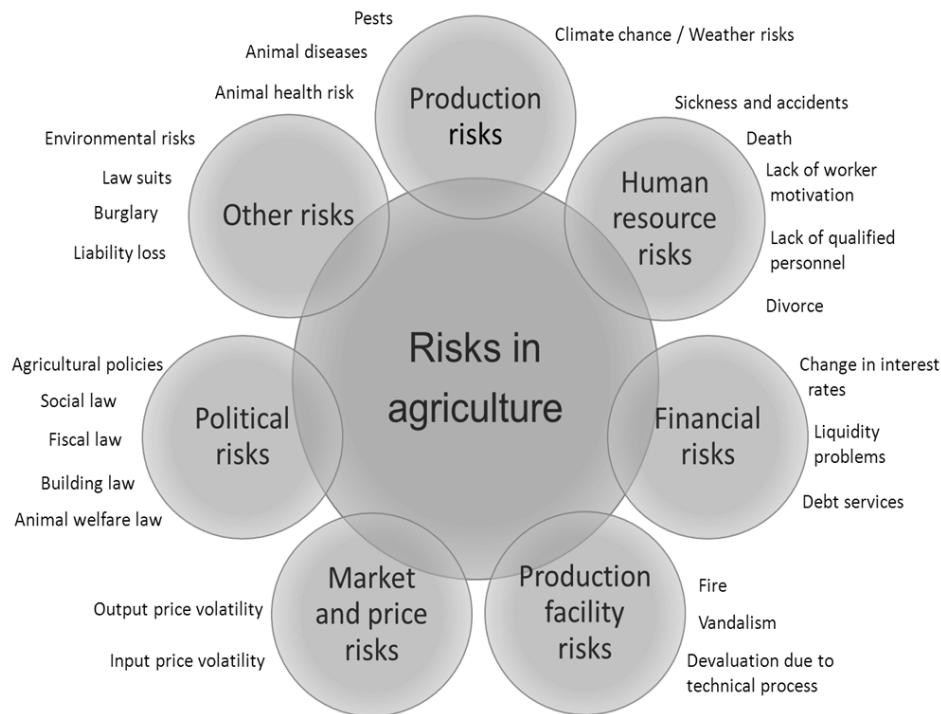 Pests
Climate chance / Weather risks
Animal diseases
Animal health risk
Production
risks
Sickness and accidents
Death
Lack of worker
motivation
Lack of qualified
personnel
Divorce
Human
resource
risks
Environmental risks
Law suits
Burglary
Liability loss
Other risks
Risks in
agriculture
Agricultural policies
Social law
Fiscal law
Building law
Animal welfare law
Political
risks
Change in interest
rates
Liquidity
problems
Debt services
Financial
risks
Output price volatility
Input price volatility
Market
and price
risks
Production
facility
risks
Fire
Vandalism
Devaluation due to
technical process